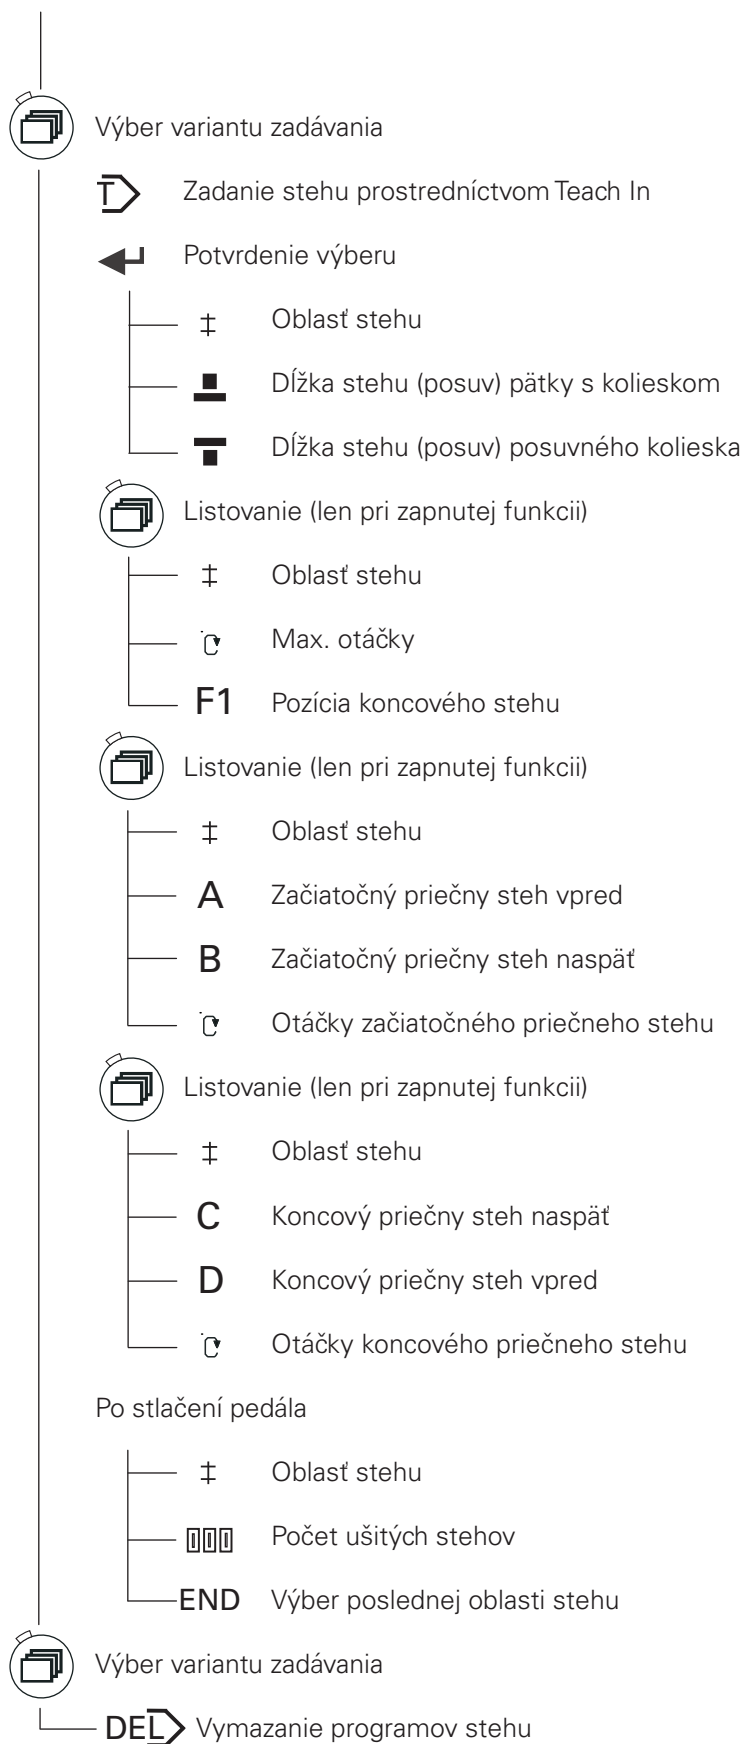 Výber variantu zadávania
T Zadanie stehu prostredníctvom Teach In
Potvrdenie výberu
Oblasť stehu
Dĺžka stehu (posuv) pätky s kolieskom
Dĺžka stehu (posuv) posuvného kolieska
Listovanie (len pri zapnutej funkcii)
Oblasť stehu
Max. otáčky
F1 Pozícia koncového stehu
Listovanie (len pri zapnutej funkcii)
Oblasť stehu
A Začiatočný priečny steh vpred
B Začiatočný priečny steh naspäť
Otáčky začiatočného priečneho stehu
Listovanie (len pri zapnutej funkcii)
Oblasť stehu
C Koncový priečny steh naspäť
D Koncový priečny steh vpred
Otáčky koncového priečneho stehu
Po stlačení pedála
Oblasť stehu
Počet ušitých stehov
END Výber poslednej oblasti stehu
Výber variantu zadávania
DEL Vymazanie programov stehu